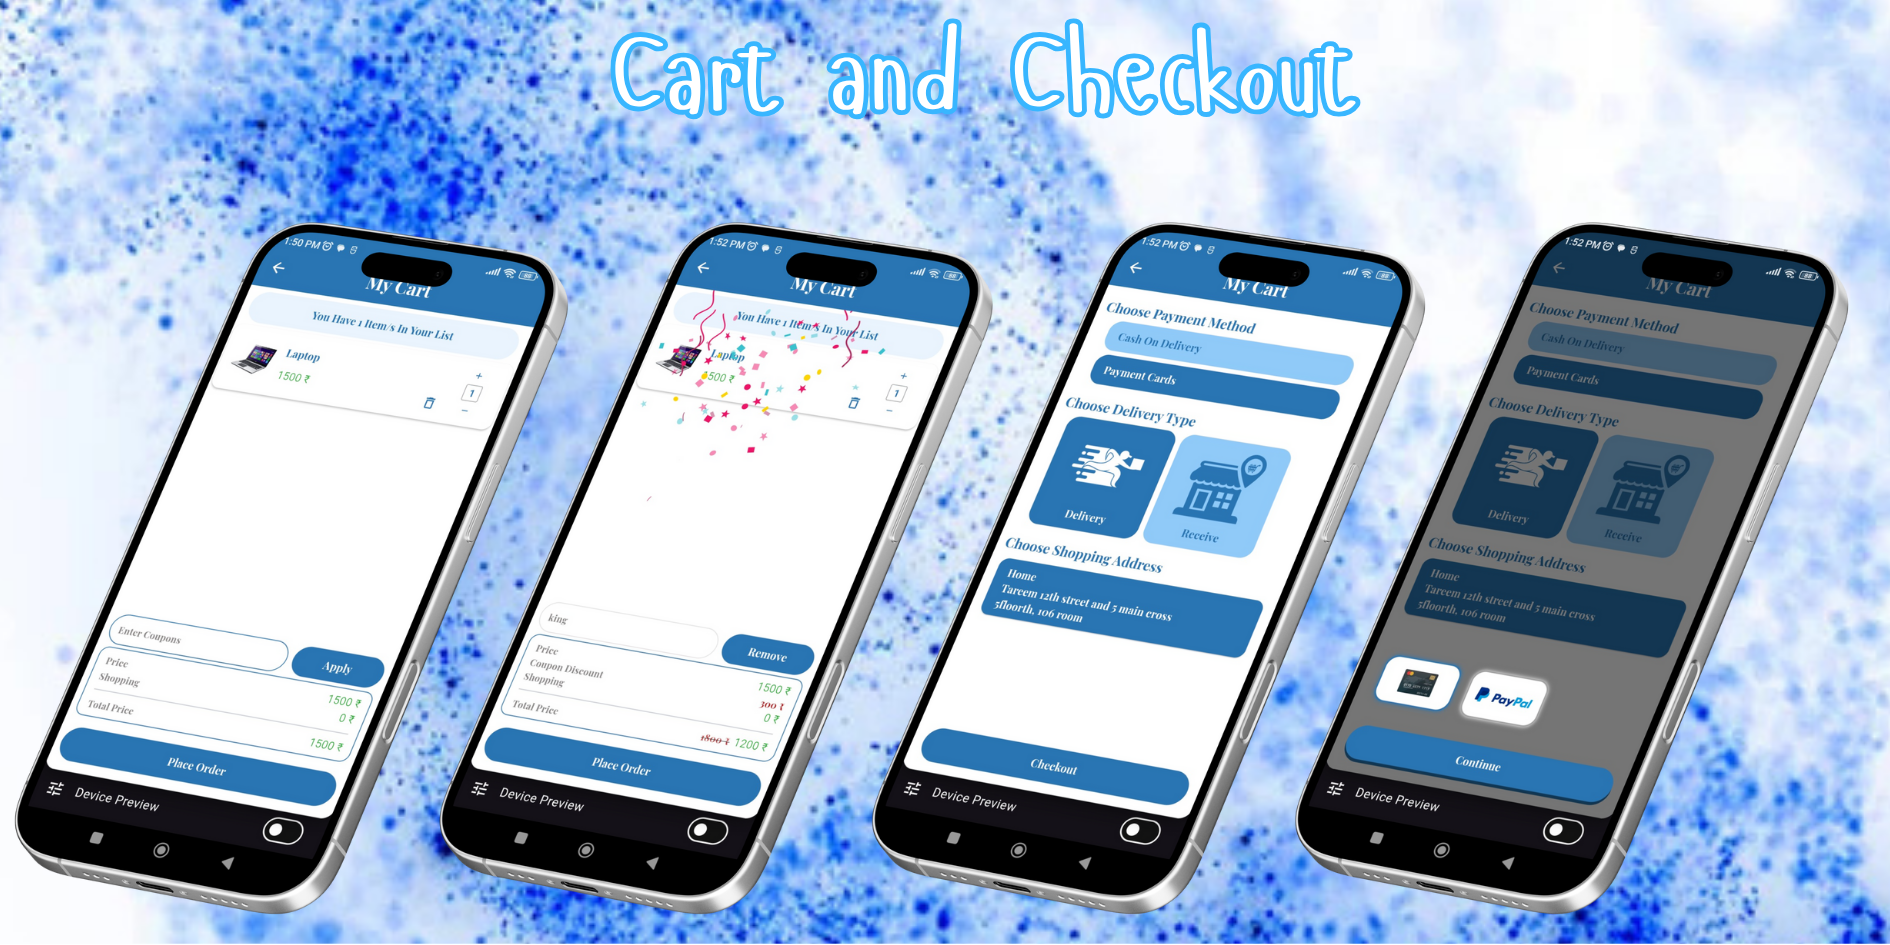 Cart and Checkout
1:50 PM
My Cart
You Have 1 Item/s In Your List
Laptop
1500 ₹
+
1
−
Enter Coupons
Apply
Price
1500 ₹
Shopping
0 ₹
Total Price
1500 ₹
Place Order
Device Preview
1:52 PM
My Cart
You Have 1 Item/s In Your List
Laptop
1500 ₹
+
1
−
king
Remove
Price
1500 ₹
Coupon Discount
300 ₹
Shopping
0 ₹
Total Price
1800 ₹ 1200 ₹
Place Order
Device Preview
1:52 PM
My Cart
Choose Payment Method
Cash On Delivery
Payment Cards
Choose Delivery Type
Delivery
Receive
Choose Shopping Address
Home
Tareem 12th street and 5 main cross
5floorth, 106 room
Checkout
Device Preview
1:52 PM
My Cart
Choose Payment Method
Cash On Delivery
Payment Cards
Choose Delivery Type
Delivery
Receive
Choose Shopping Address
Home
Tareem 12th street and 5 main cross
5floorth, 106 room
PayPal
Continue
Device Preview